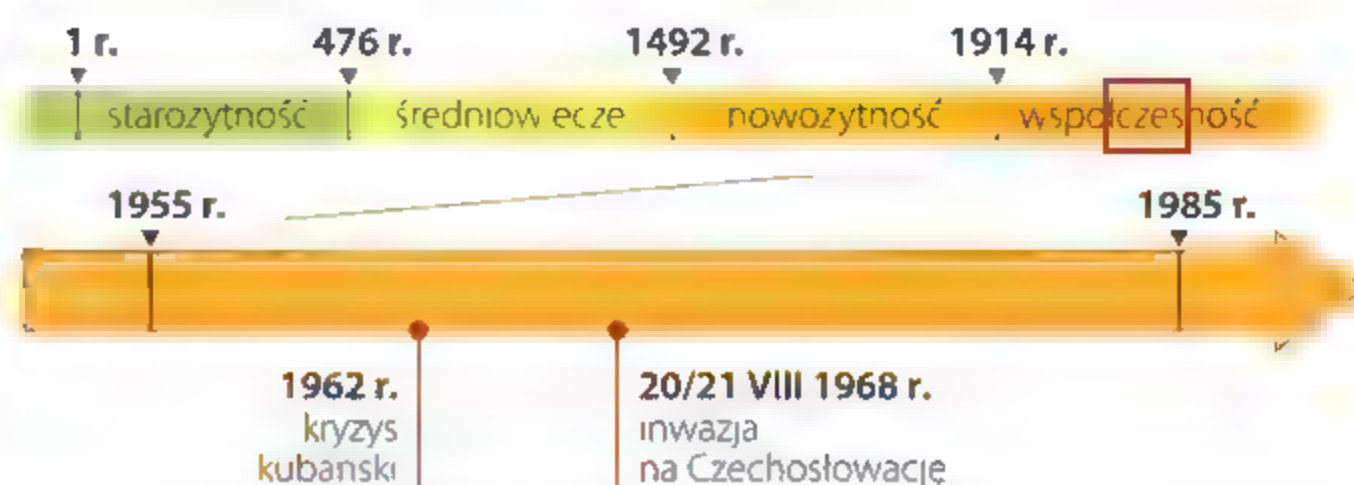 1 r. 476 r. 1492 r. 1914 r.
starożytność średniowiecze nowożytność współczesność
1955 r. 1985 r.
1962 r.
kryzys
kubański
20/21 VIII 1968 r.
inwazja
na Czechosłowację